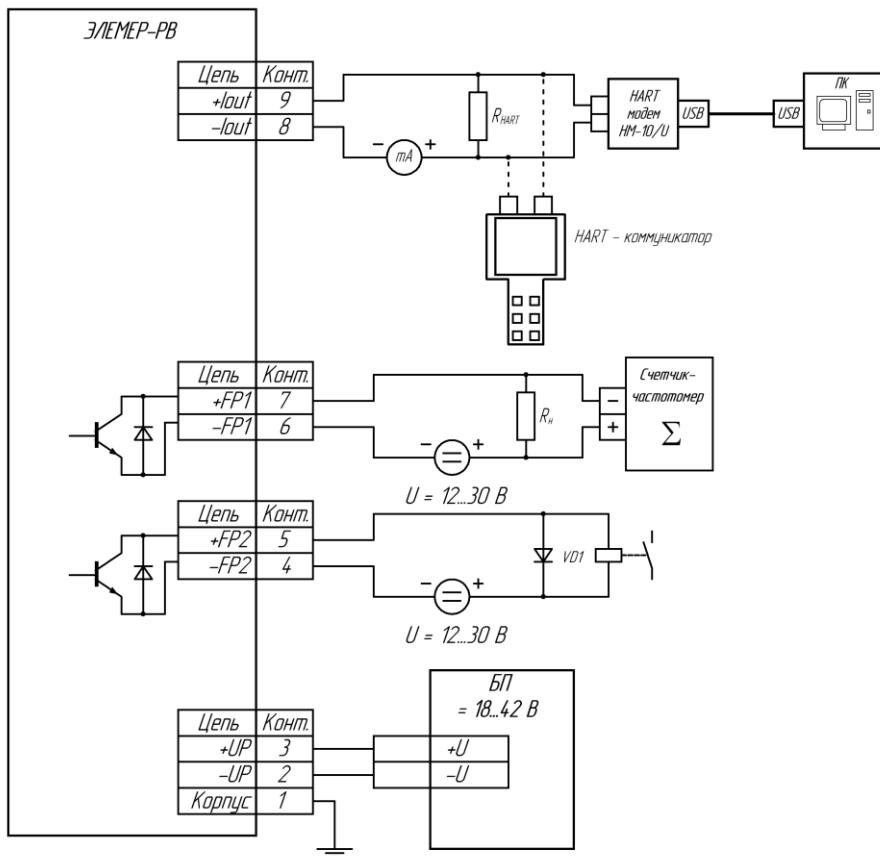 ЭЛЕМЕР-РВ
Цепь Конт.
+Iout 9
-Iout 8
- mA +
R_HART
HART модем НМ-10/U
USB
USB
ПК
HART - коммуникатор
Цепь Конт.
+FP1 7
-FP1 6
- = +
U = 12...30 В
Rн
Счетчик-
частотомер
-
+
Σ
Цепь Конт.
+FP2 5
-FP2 4
- = +
U = 12...30 В
VD1
БП
= 18...42 В
Цепь Конт.
+UP 3
-UP 2
Корпус 1
+U
-U